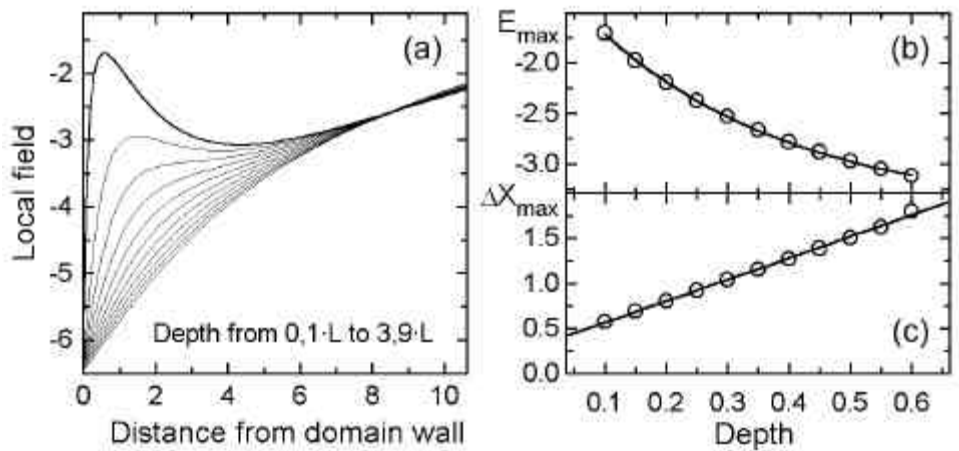 (a)
Local field
-2
-3
-4
-5
-6
Depth from 0,1·L to 3,9·L
0 2 4 6 8 10
Distance from domain wall
E max
(b)
-2.0
-2.5
-3.0
ΔX max
1.5
1.0
0.5
0.0
(c)
0.1 0.2 0.3 0.4 0.5 0.6
Depth